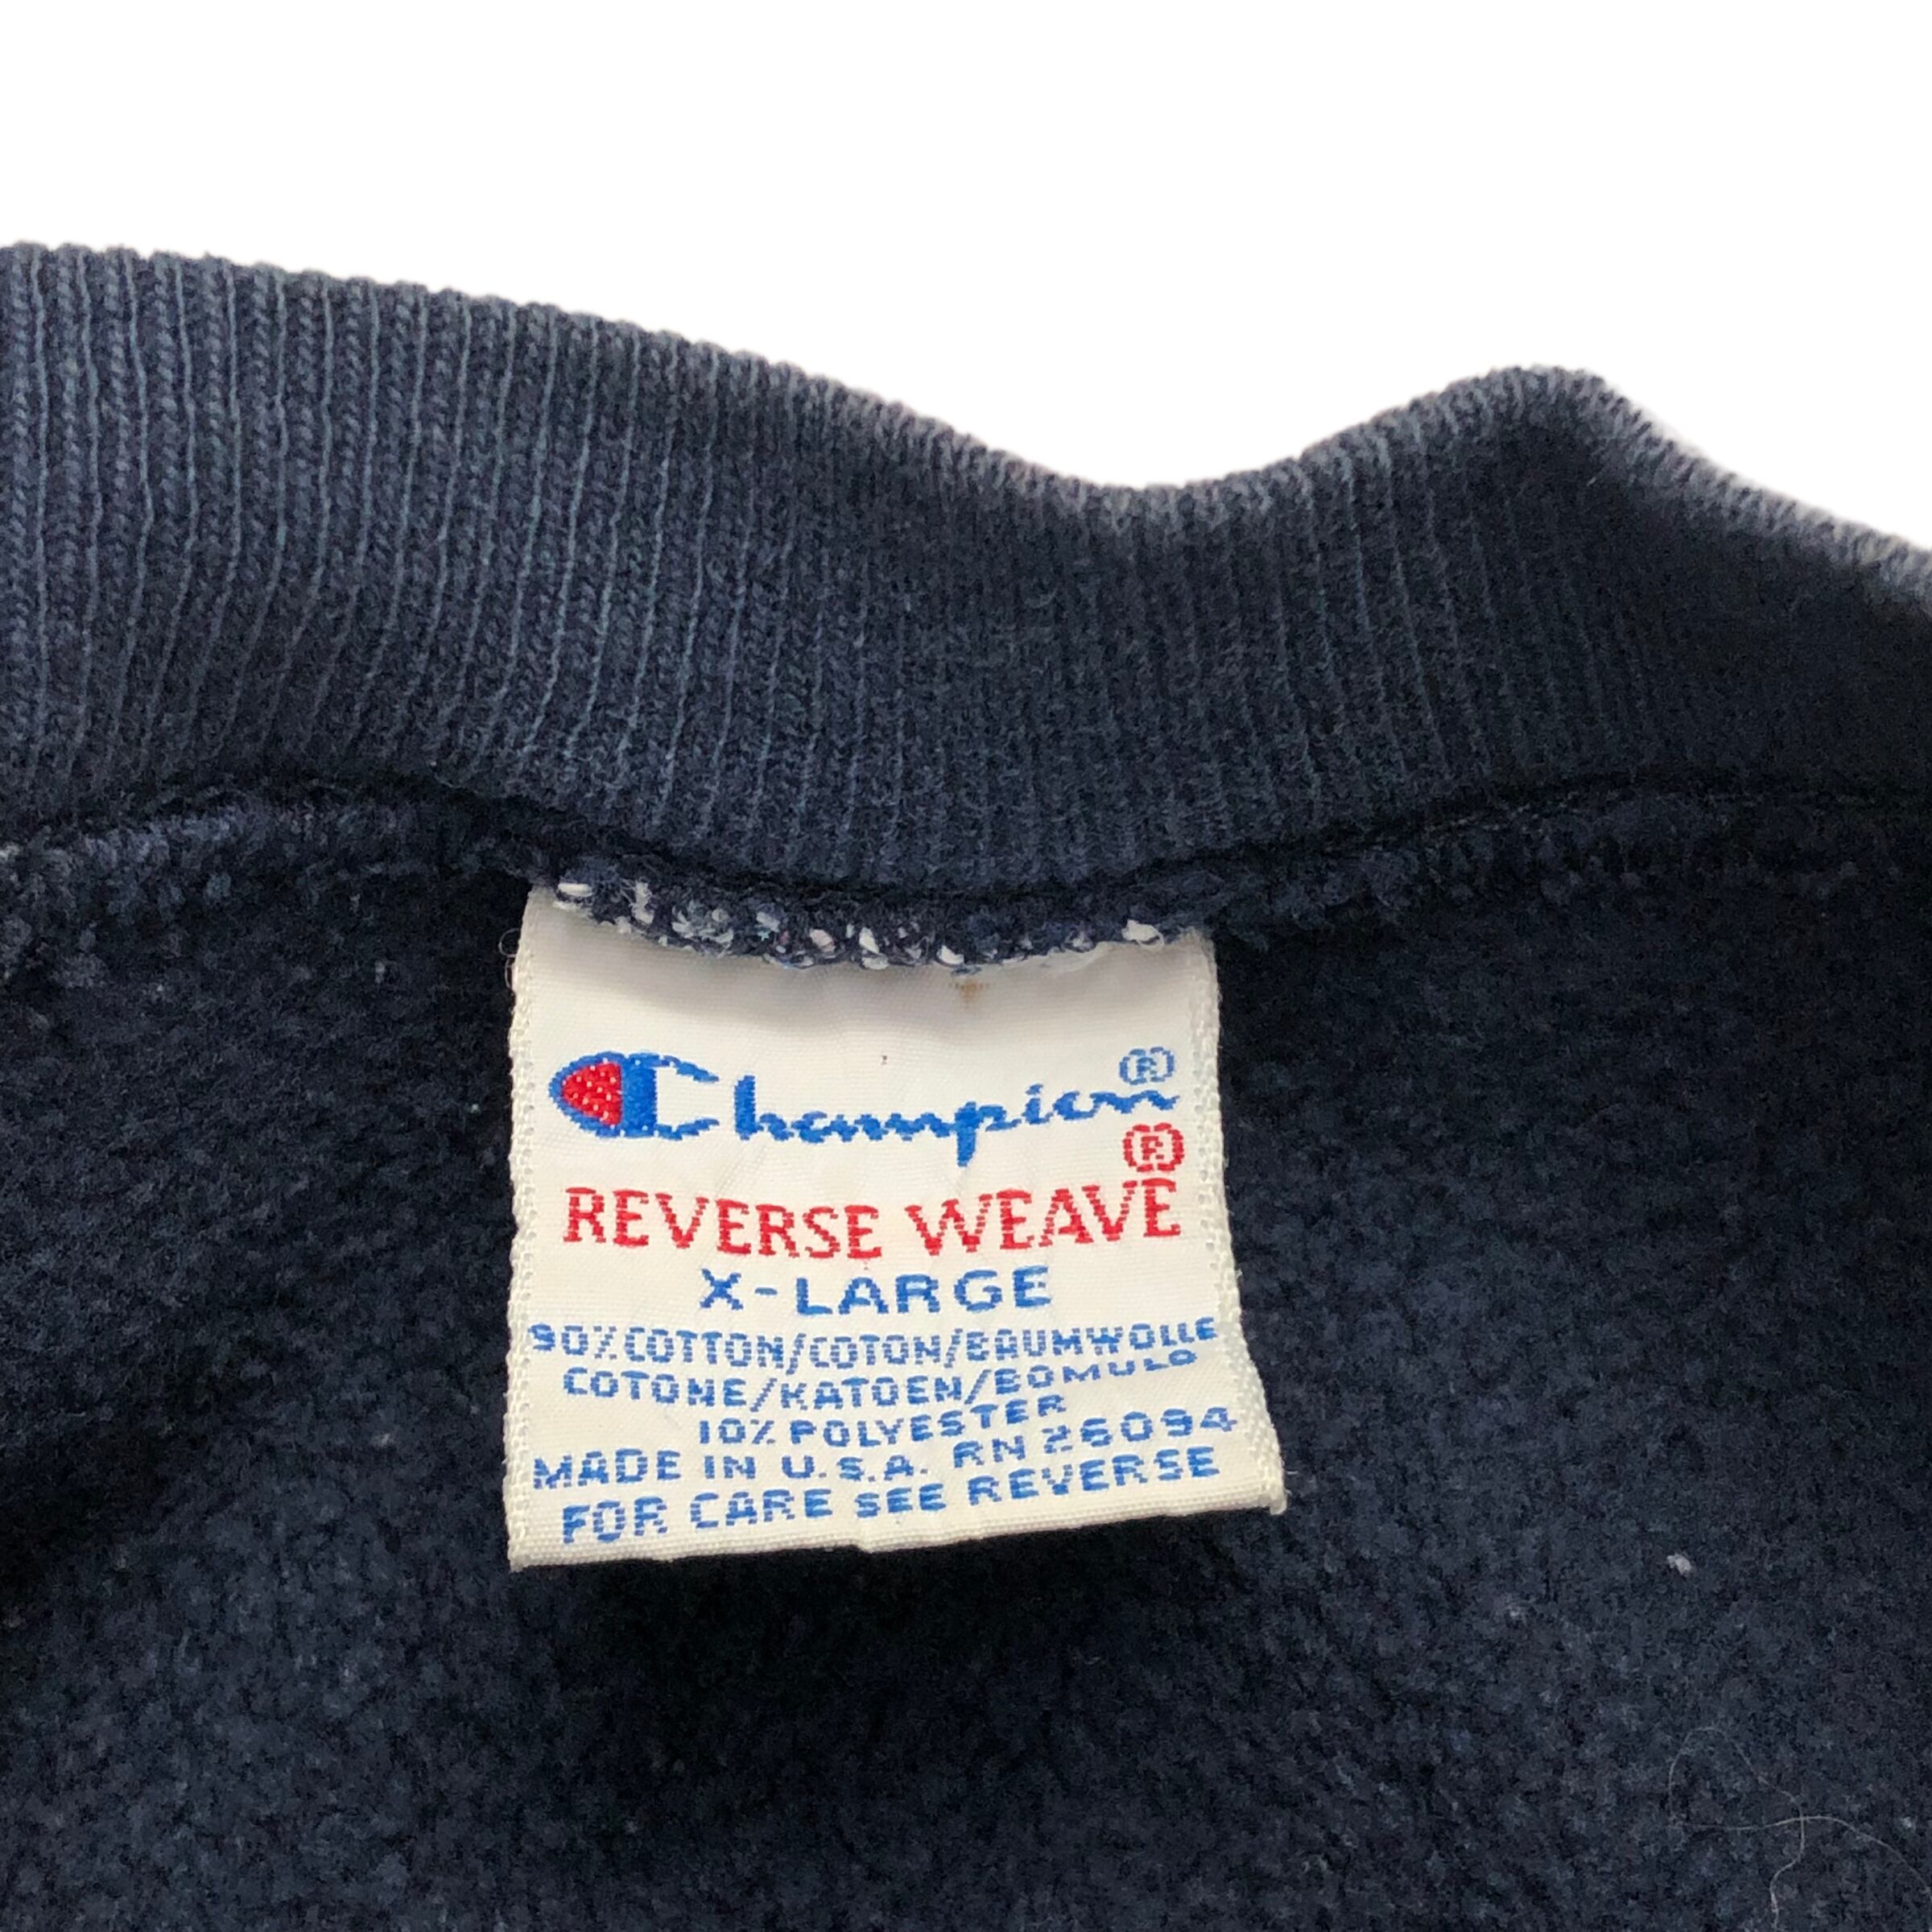 Champion®
®
REVERSE WEAVE
X-LARGE
90% COTTON/COTON/BAUMWOLLE
COTONE/KATOEN/BOMULD
10% POLYESTER
MADE IN U.S.A. RN 26094
FOR CARE SEE REVERSE